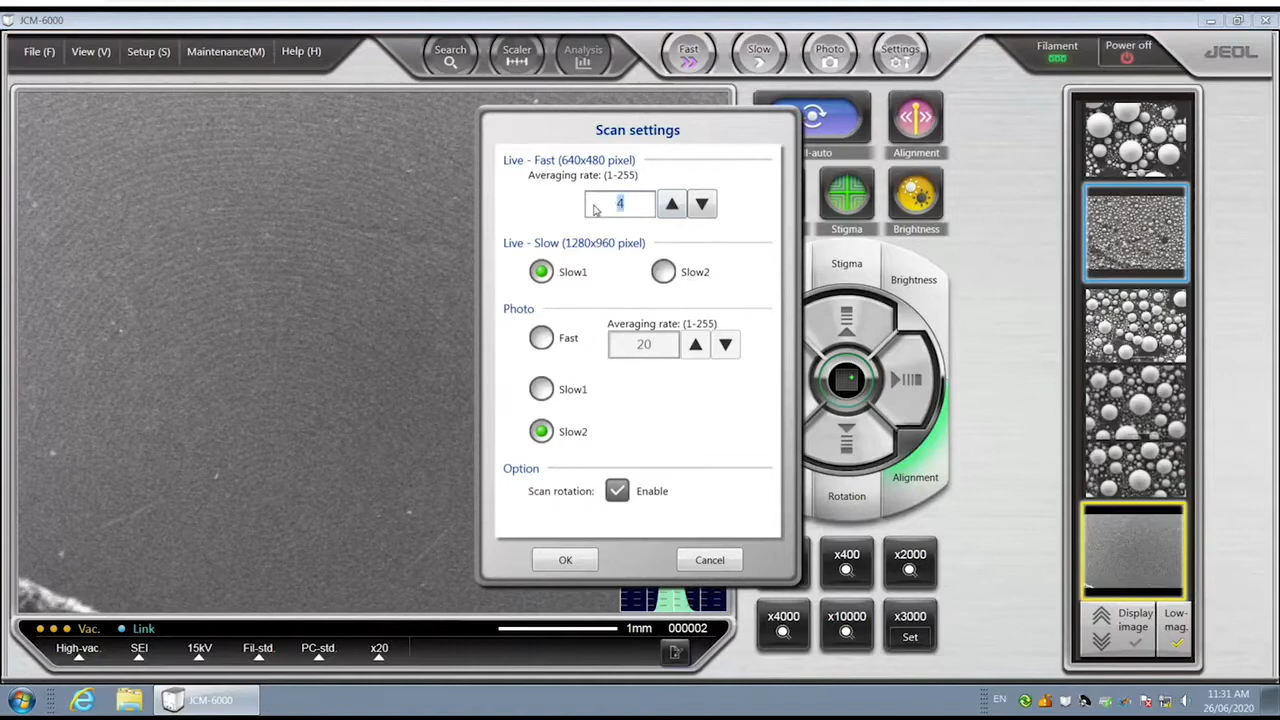 JCM-6000
File (F) View (V) Setup (S) Maintenance(M) Help (H)
Search Scaler Analysis Fast Slow Photo Settings
Filament Power off JEOL
Scan settings
Live - Fast (640x480 pixel)
Averaging rate: (1-255)
4
Live - Slow (1280x960 pixel)
Slow1 Slow2
Photo
Fast Averaging rate: (1-255)
20
Slow1
Slow2
Option
Scan rotation: Enable
OK Cancel
l-auto Alignment
Stigma Brightness
Stigma Brightness
Rotation Alignment
x400 x2000
x4000 x10000 x3000
Set
Display
image
Low-
mag.
Vac. Link 1mm 000002
High-vac. SEI 15kV Fil-std. PC-std. x20
JCM-6000
EN 11:31 AM
26/06/2020